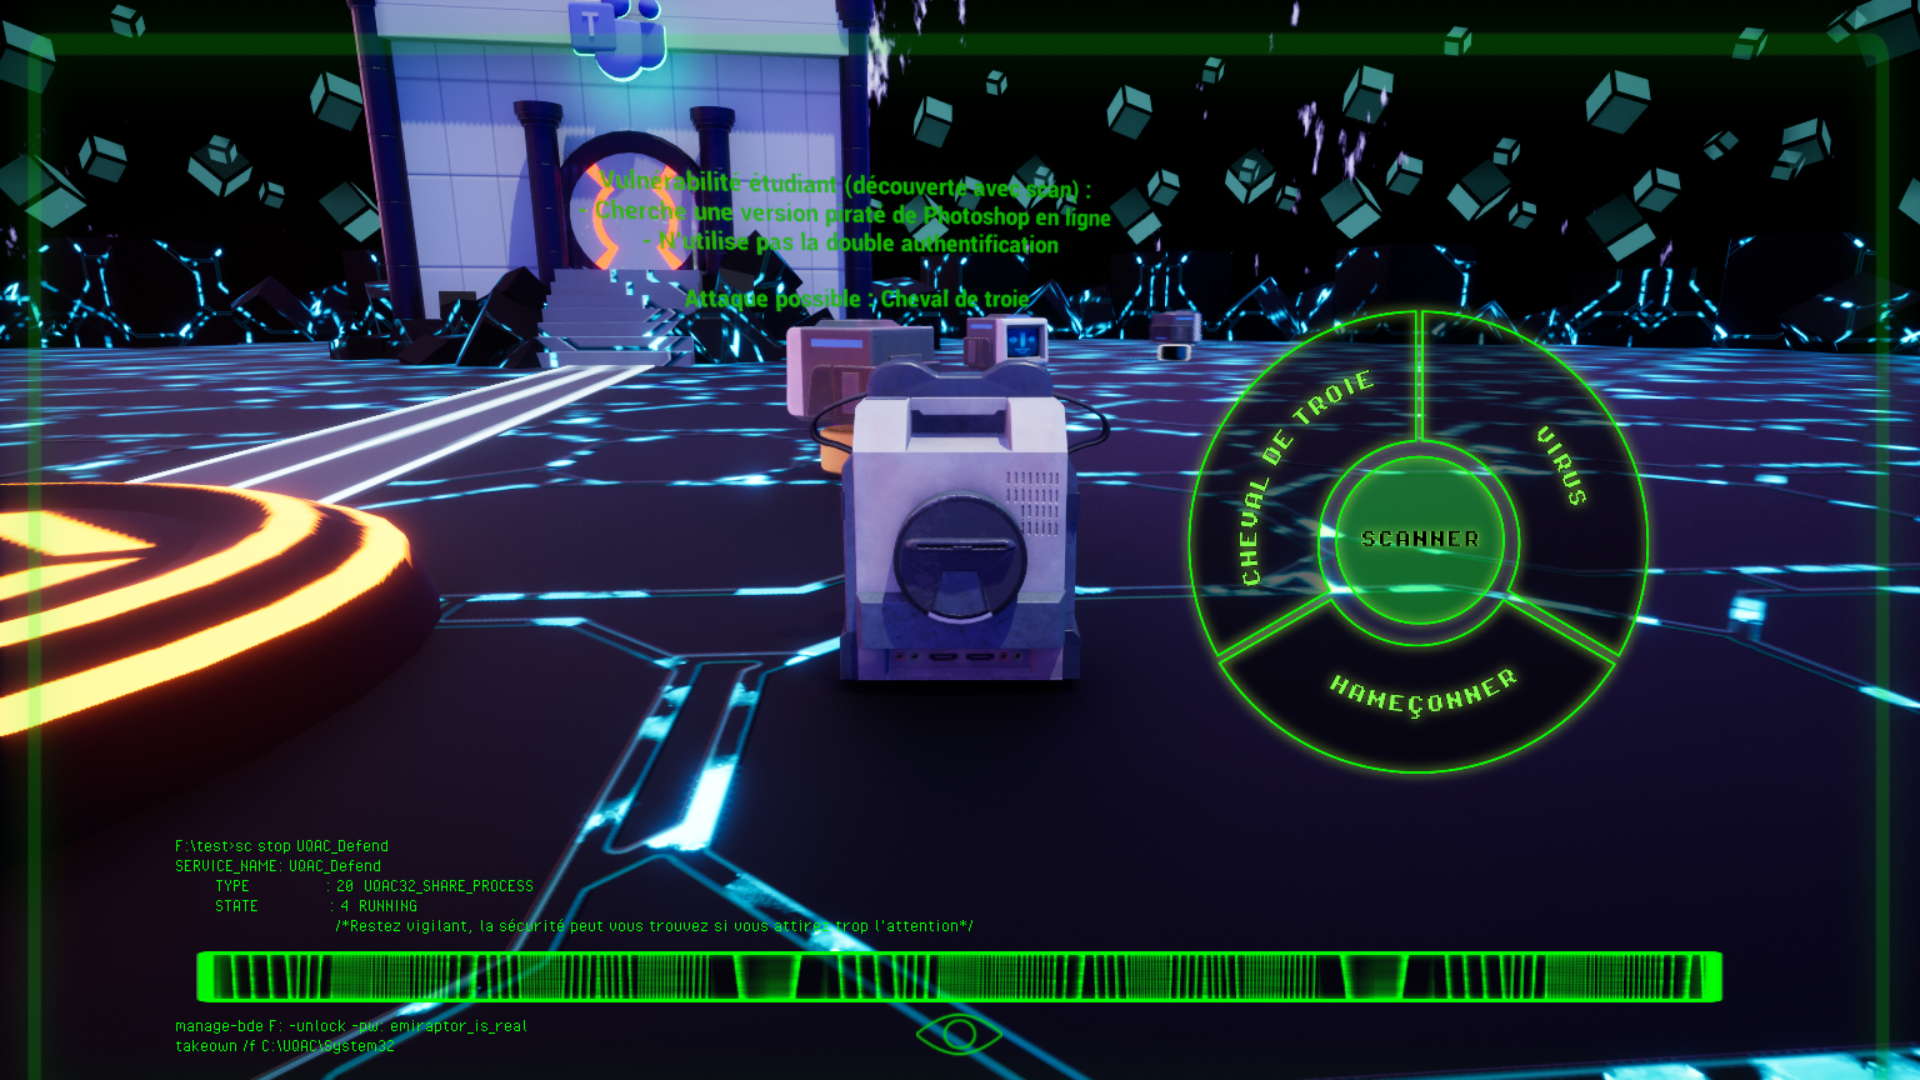 T
Vulnérabilité étudiant (découverte avec scan) :
- Cherche une version piraté de Photoshop en ligne
- N'utilise pas la double authentification
Attaque possible : Cheval de troie
CHEVAL DE TROIE
VIRUS
SCANNER
HAMEÇONNER
F:\test>sc stop UQAC_Defend
SERVICE_NAME: UQAC_Defend
TYPE : 20 UQAC32_SHARE_PROCESS
STATE : 4 RUNNING
/*Restez vigilant, la sécurité peut vous trouvez si vous attirez trop l'attention*/
manage-bde F: -unlock -pw: emiraptor_is_real
takeown /f C:\UQAC\System32